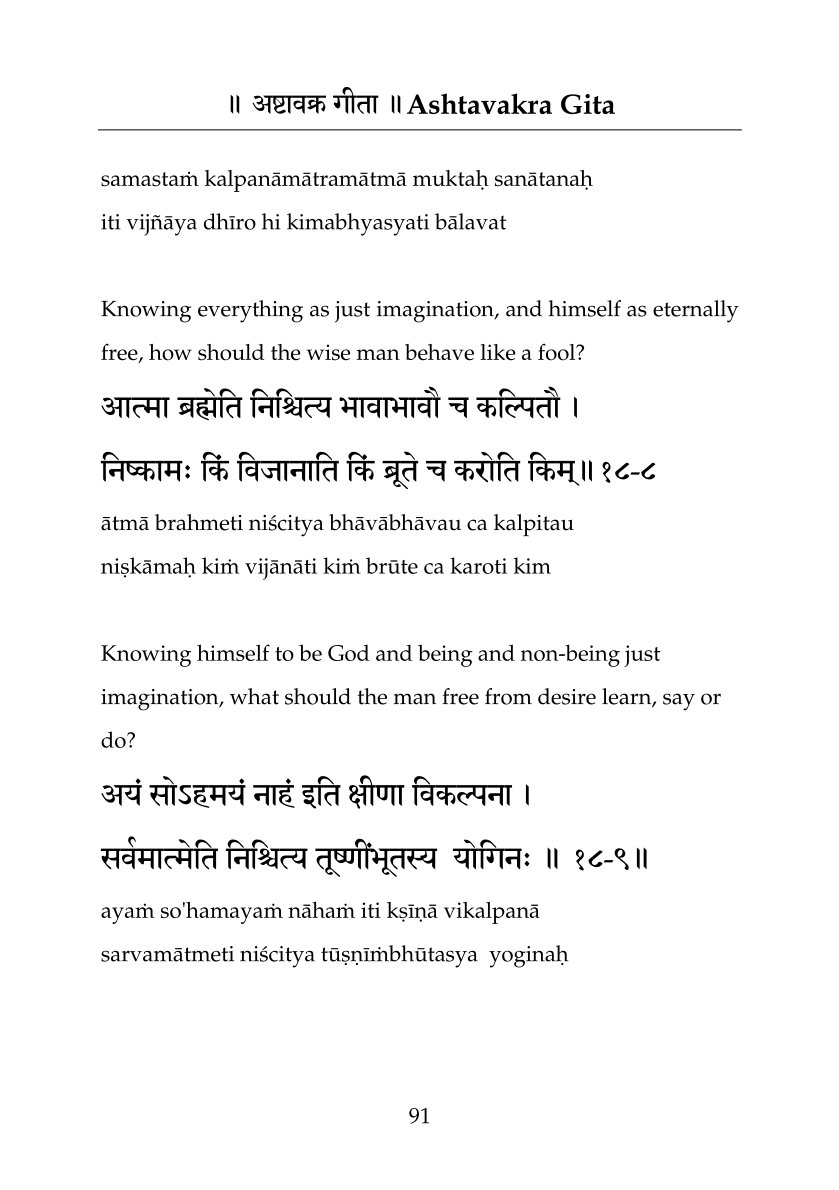 ॥ अष्टावक्र गीता ॥ Ashtavakra Gita
samastaṁ kalpanāmātramātmā muktaḥ sanātanaḥ
iti vijñāya dhīro hi kimabhyasyati bālavat
Knowing everything as just imagination, and himself as eternally
free, how should the wise man behave like a fool?
आत्मा ब्रह्मेति निश्चित्य भावाभावौ च कल्पितौ ।
निष्कामः किं विजानाति किं ब्रूते च करोति किम्॥ १८-८
ātmā brahmeti niścitya bhāvābhāvau ca kalpitau
niṣkāmaḥ kiṁ vijānāti kiṁ brūte ca karoti kim
Knowing himself to be God and being and non-being just
imagination, what should the man free from desire learn, say or
do?
अयं सोऽहमयं नाहं इति क्षीणा विकल्पना ।
सर्वमात्मेति निश्चित्य तूष्णींभूतस्य  योगिनः ॥ १८-९॥
ayaṁ so'hamayaṁ nāhaṁ iti kṣīṇā vikalpanā
sarvamātmeti niścitya tūṣṇīṁbhūtasya  yoginaḥ
91